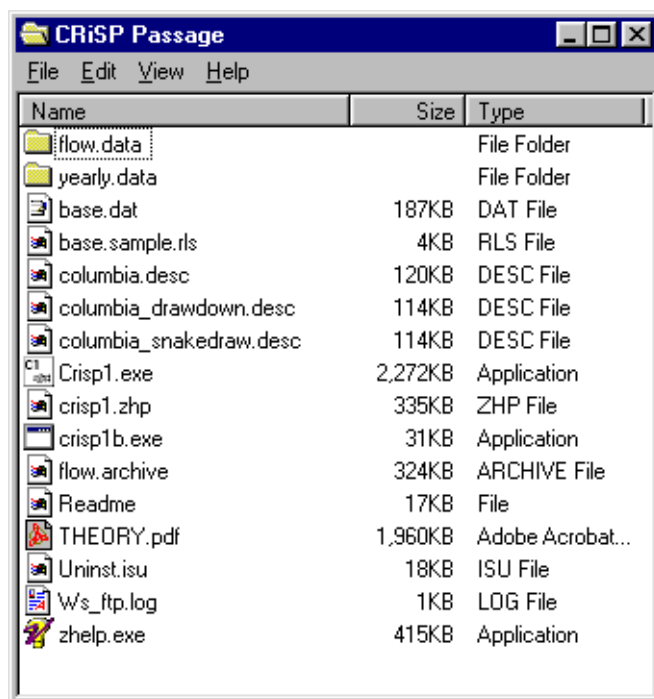 CRiSP Passage
File Edit View Help
Name Size Type
flow.data File Folder
yearly.data File Folder
base.dat 187KB DAT File
base.sample.rls 4KB RLS File
columbia.desc 120KB DESC File
columbia_drawdown.desc 114KB DESC File
columbia_snakedraw.desc 114KB DESC File
Crisp1.exe 2,272KB Application
crisp1.zhp 335KB ZHP File
crisp1b.exe 31KB Application
flow.archive 324KB ARCHIVE File
Readme 17KB File
THEORY.pdf 1,960KB Adobe Acrobat...
Uninst.isu 18KB ISU File
Ws_ftp.log 1KB LOG File
zhelp.exe 415KB Application